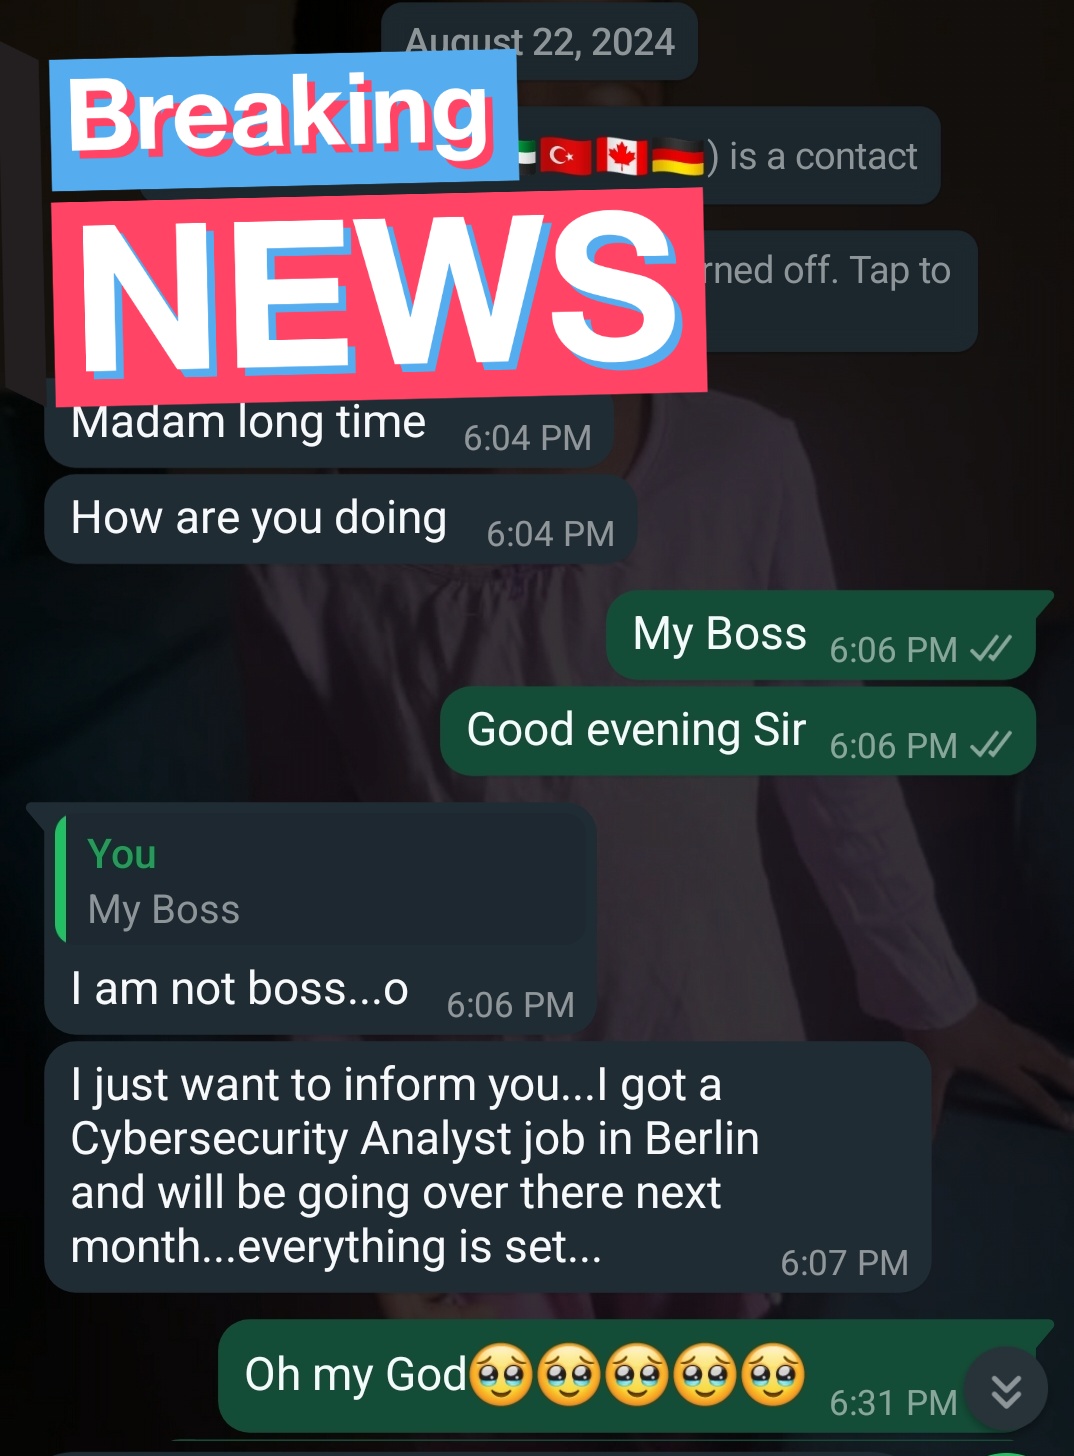 August 22, 2024
Breaking
) is a contact
NEWS
rned off. Tap to
Madam long time 6:04 PM
How are you doing 6:04 PM
My Boss 6:06 PM
Good evening Sir 6:06 PM
You
My Boss
I am not boss...o 6:06 PM
I just want to inform you...I got a
Cybersecurity Analyst job in Berlin
and will be going over there next
month...everything is set... 6:07 PM
Oh my God🥹🥹🥹🥹🥹 6:31 PM